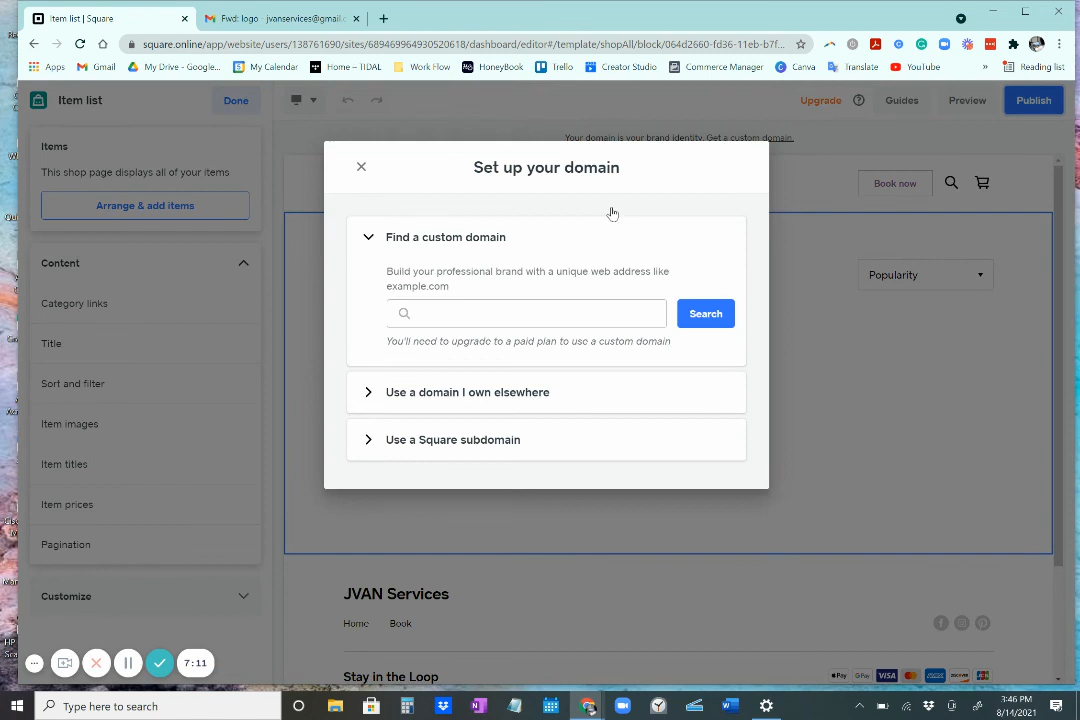 Item list | Square
Fwd: logo - jvanservices@gmail.c
square.online/app/website/users/138761690/sites/689469964930520618/dashboard/editor#/template/shopAll/block/064d2660-fd36-11eb-b7f...
Apps
Gmail
My Drive - Google...
My Calendar
Home – TIDAL
Work Flow
HoneyBook
Trello
Creator Studio
Commerce Manager
Canva
Translate
YouTube
»
Reading list
Item list
Done
Upgrade
Guides
Preview
Publish
Your domain is your brand identity. Get a custom domain.
Items
This shop page displays all of your items
Arrange & add items
Content
Category links
Title
Sort and filter
Item images
Item titles
Item prices
Pagination
Customize
Set up your domain
Find a custom domain
Build your professional brand with a unique web address like
example.com
Search
You'll need to upgrade to a paid plan to use a custom domain
Use a domain I own elsewhere
Use a Square subdomain
Book now
Popularity
JVAN Services
Home
Book
Stay in the Loop
Pay
G Pay
VISA
7:11
Type here to search
3:46 PM
8/14/2021